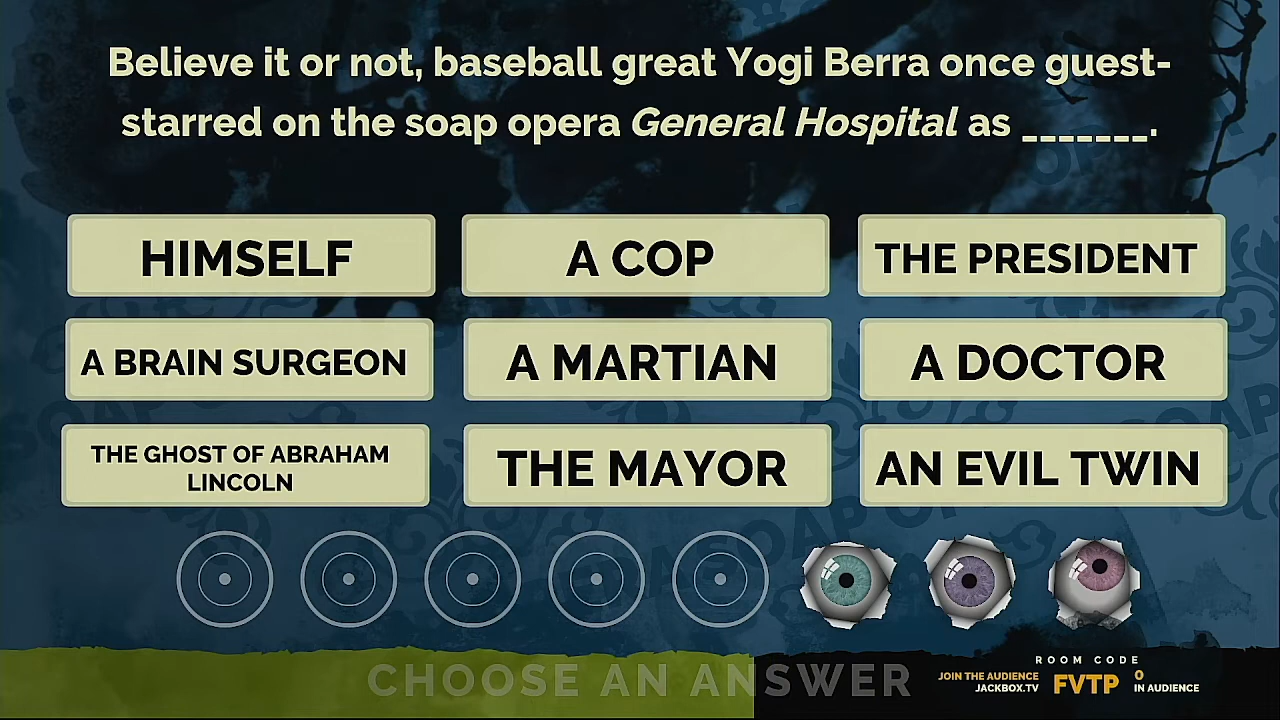 Believe it or not, baseball great Yogi Berra once guest-
starred on the soap opera General Hospital as _______.
HIMSELF
A COP
THE PRESIDENT
A BRAIN SURGEON
A MARTIAN
A DOCTOR
THE GHOST OF ABRAHAM
LINCOLN
THE MAYOR
AN EVIL TWIN
CHOOSE AN ANSWER
ROOM CODE
JOIN THE AUDIENCE
JACKBOX.TV
FVTP
0
IN AUDIENCE